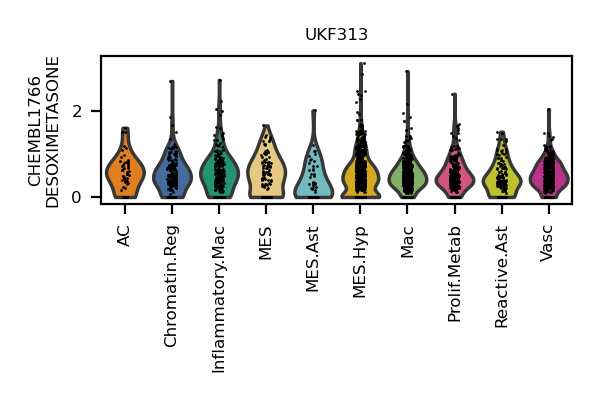 UKF313
CHEMBL1766
DESOXIMETASONE
2
0
AC
Chromatin.Reg
Inflammatory.Mac
MES
MES.Ast
MES.Hyp
Mac
Prolif.Metab
Reactive.Ast
Vasc